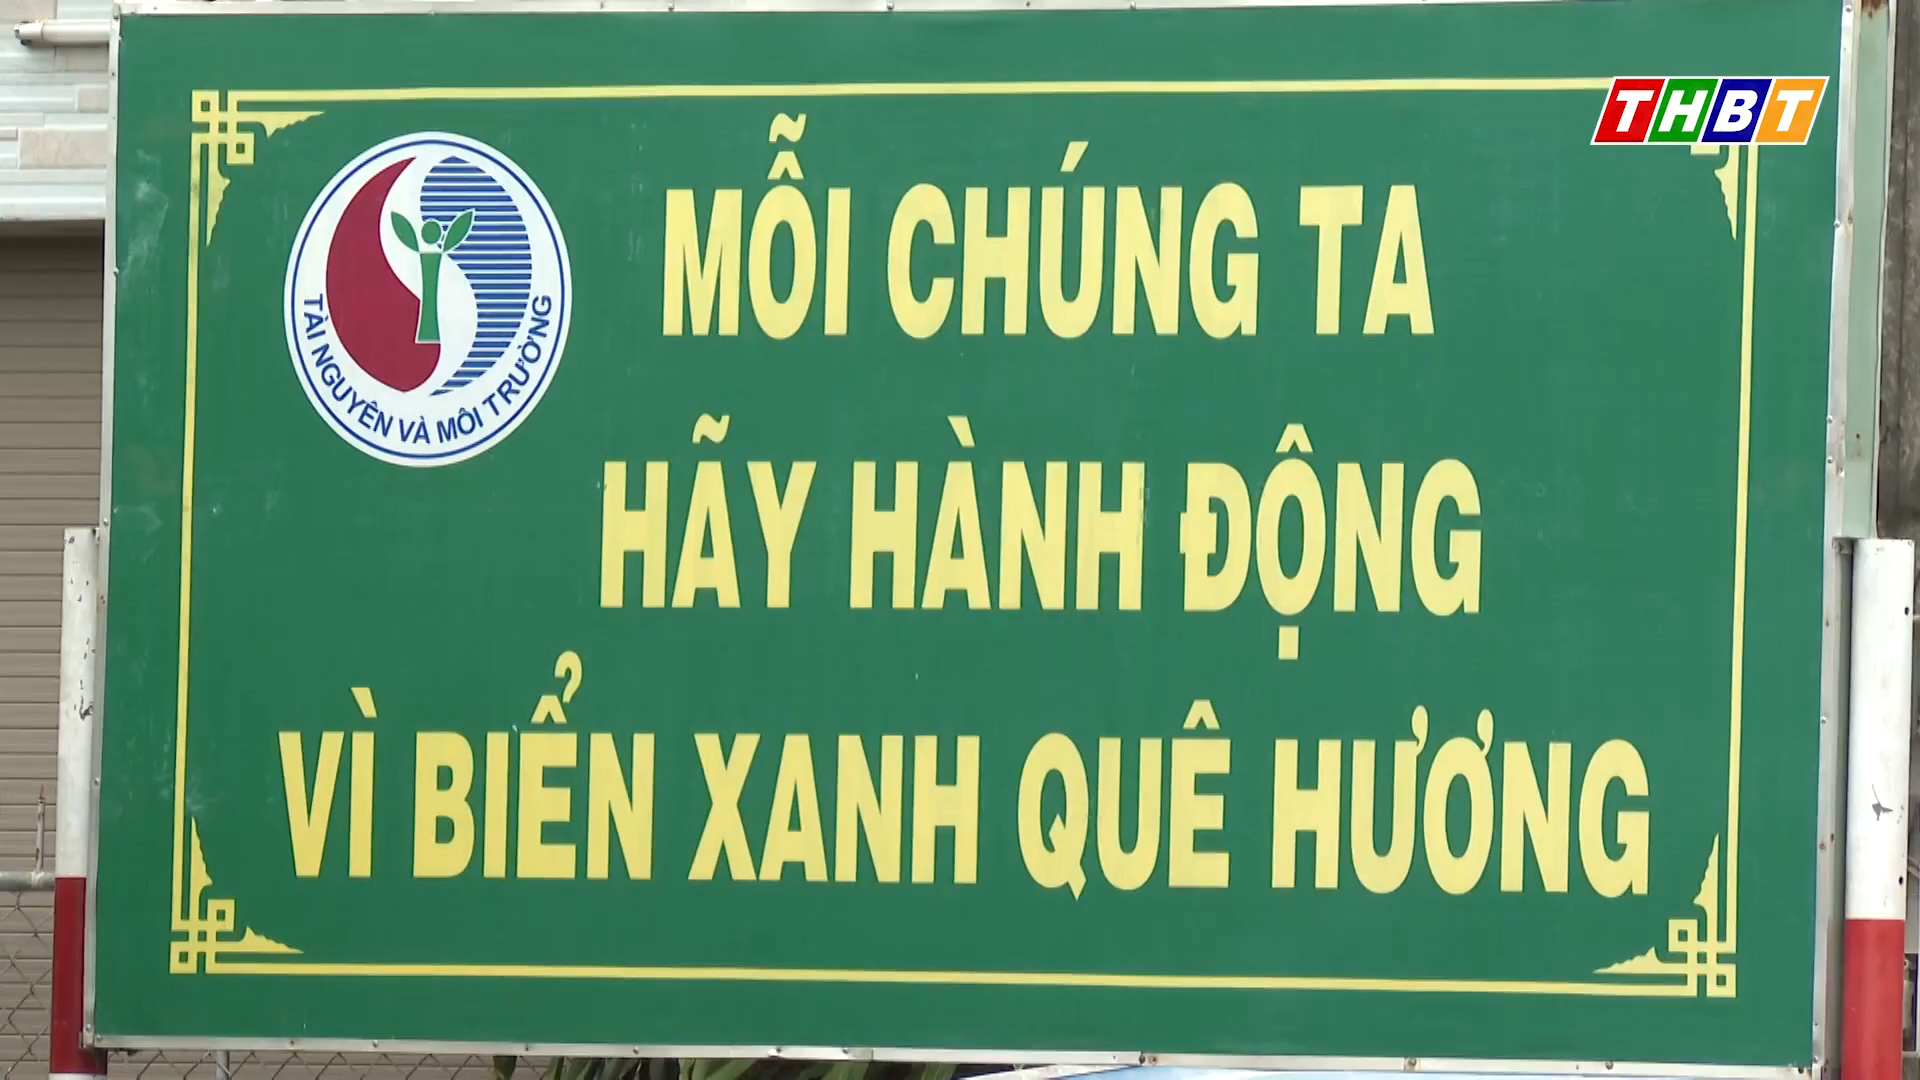 THBT
MỖI CHÚNG TA
TÀI NGUYÊN VÀ MÔI TRƯỜNG
HÃY HÀNH ĐỘNG
VÌ BIỂN XANH QUÊ HƯƠNG